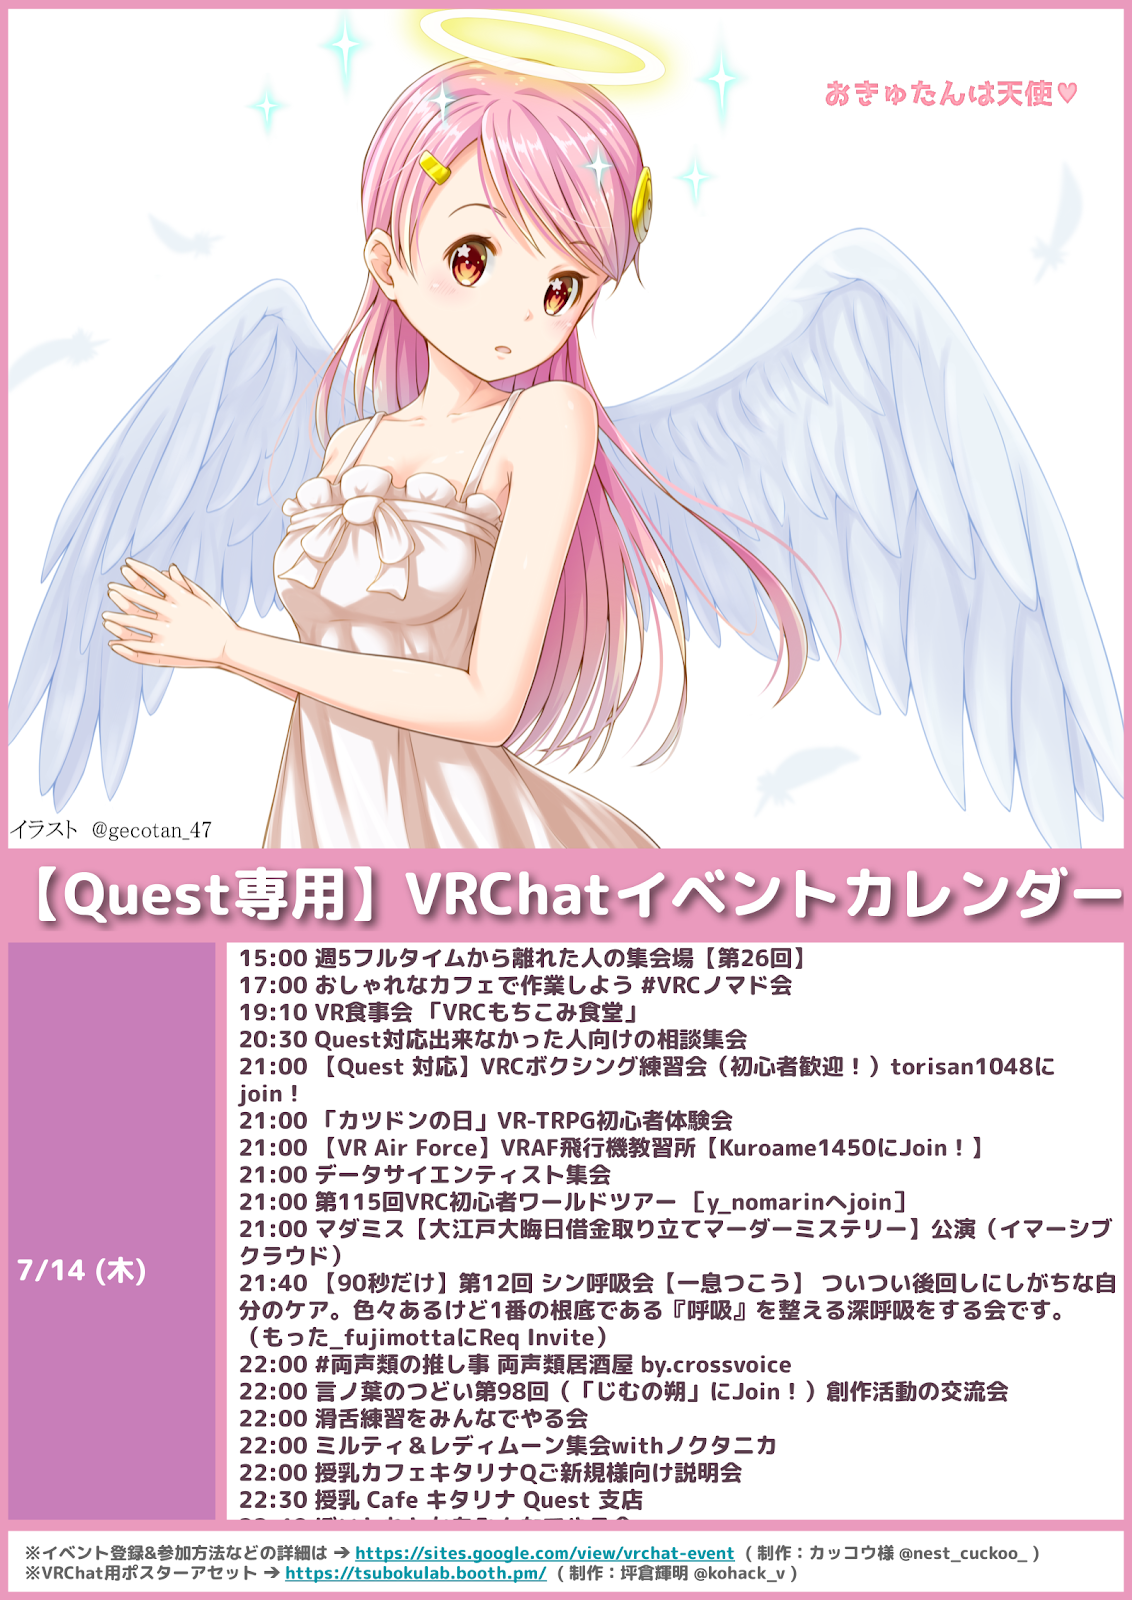 おきゅたんは天使♥
イラスト @gecotan_47
【Quest専用】VRChatイベントカレンダー
7/14 (木)
15:00 週5フルタイムから離れた人の集会場【第26回】
17:00 おしゃれなカフェで作業しよう #VRCノマド会
19:10 VR食事会 「VRCもちこみ食堂」
20:30 Quest対応出来なかった人向けの相談集会
21:00 【Quest 対応】VRCボクシング練習会（初心者歓迎！）torisan1048に
join！
21:00 「カツドンの日」VR-TRPG初心者体験会
21:00 【VR Air Force】VRAF飛行機教習所【Kuroame1450にJoin！】
21:00 データサイエンティスト集会
21:00 第115回VRC初心者ワールドツアー ［y_nomarinへjoin］
21:00 マダミス【大江戸大晦日借金取り立てマーダーミステリー】公演（イマーシブ
クラウド）
21:40 【90秒だけ】第12回 シン呼吸会【一息つこう】 ついつい後回しにしがちな自
分のケア。色々あるけど1番の根底である『呼吸』を整える深呼吸をする会です。
（もった_fujimottaにReq Invite）
22:00 #両声類の推し事 両声類居酒屋 by.crossvoice
22:00 言ノ葉のつどい第98回（「じむの朔」にJoin！）創作活動の交流会
22:00 滑舌練習をみんなでやる会
22:00 ミルティ＆レディムーン集会withノクタニカ
22:00 授乳カフェキタリナQご新規様向け説明会
22:30 授乳 Cafe キタリナ Quest 支店
※イベント登録&参加方法などの詳細は ➔ https://sites.google.com/view/vrchat-event （ 制作：カッコウ様 @nest_cuckoo_ ）
※VRChat用ポスターアセット ➔ https://tsubokulab.booth.pm/ （ 制作：坪倉輝明 @kohack_v ）